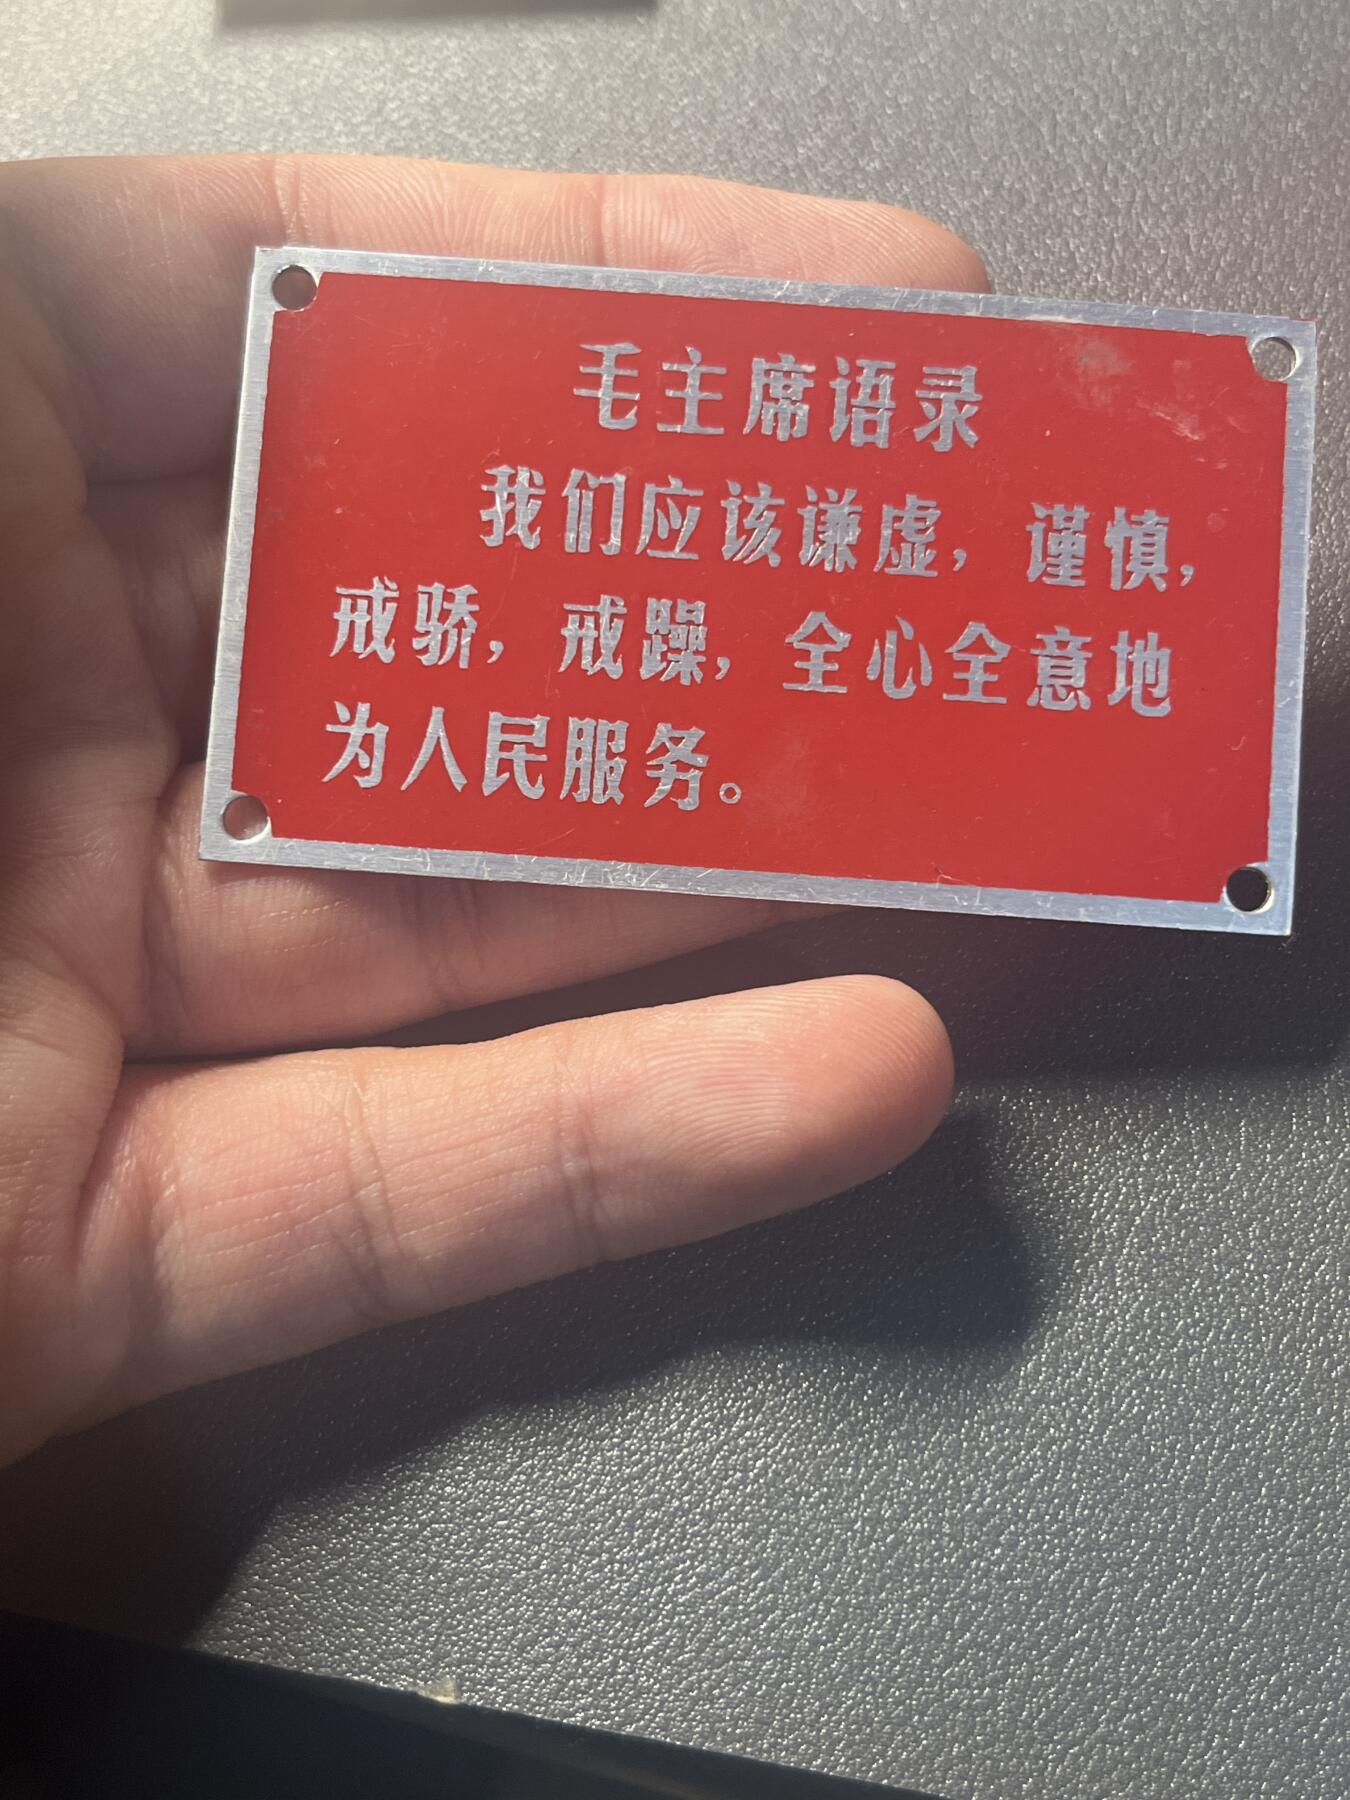 毛主席语录
我们应该谦虚，谨慎，
戒骄，戒躁，全心全意地
为人民服务。